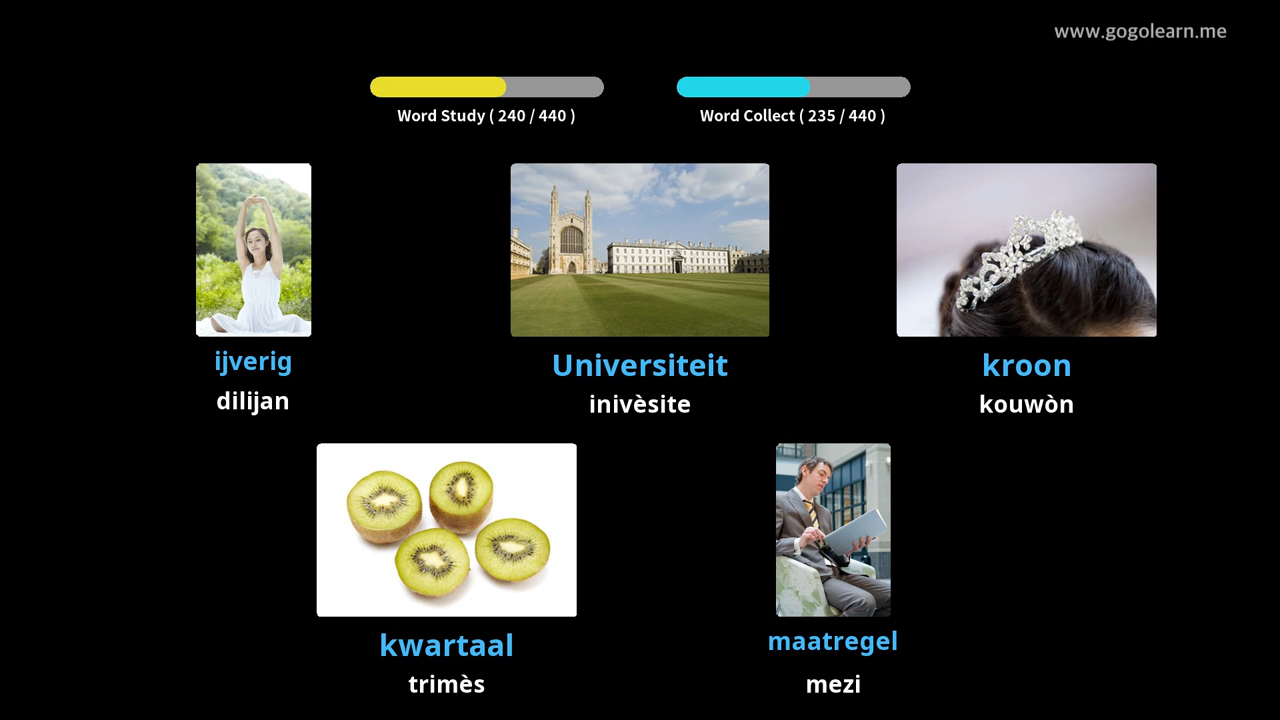 www.gogolearn.me
Word Study ( 240 / 440 )
Word Collect ( 235 / 440 )
ijverig
dilijan
Universiteit
inivèsite
kroon
kouwòn
kwartaal
trimès
maatregel
mezi